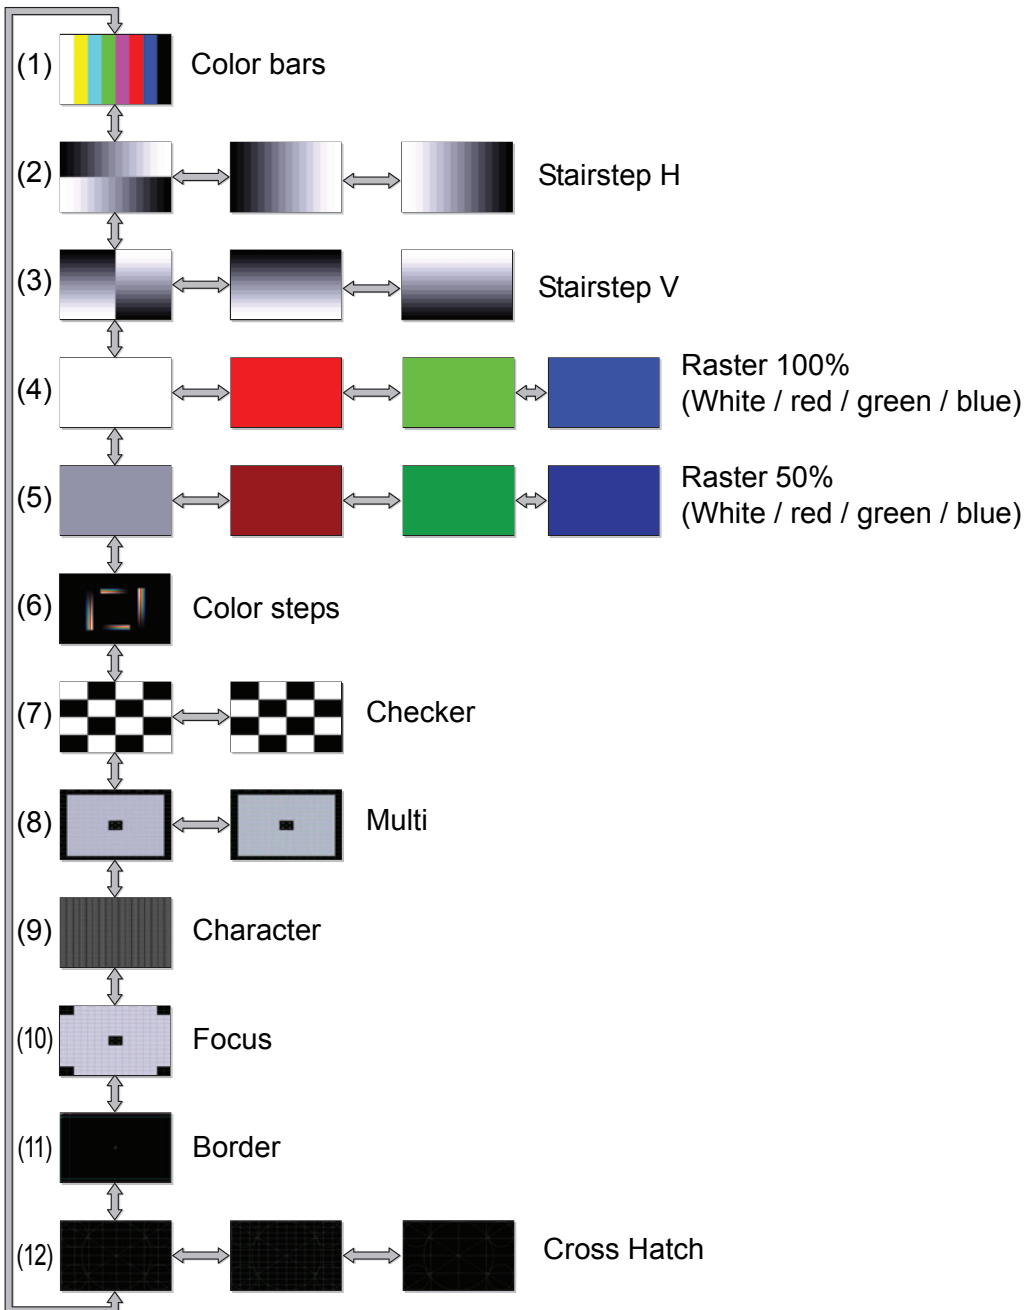 (1) Color bars
(2) Stairstep H
(3) Stairstep V
(4) Raster 100%
(White / red / green / blue)
(5) Raster 50%
(White / red / green / blue)
(6) Color steps
(7) Checker
(8) Multi
(9) Character
(10) Focus
(11) Border
(12) Cross Hatch